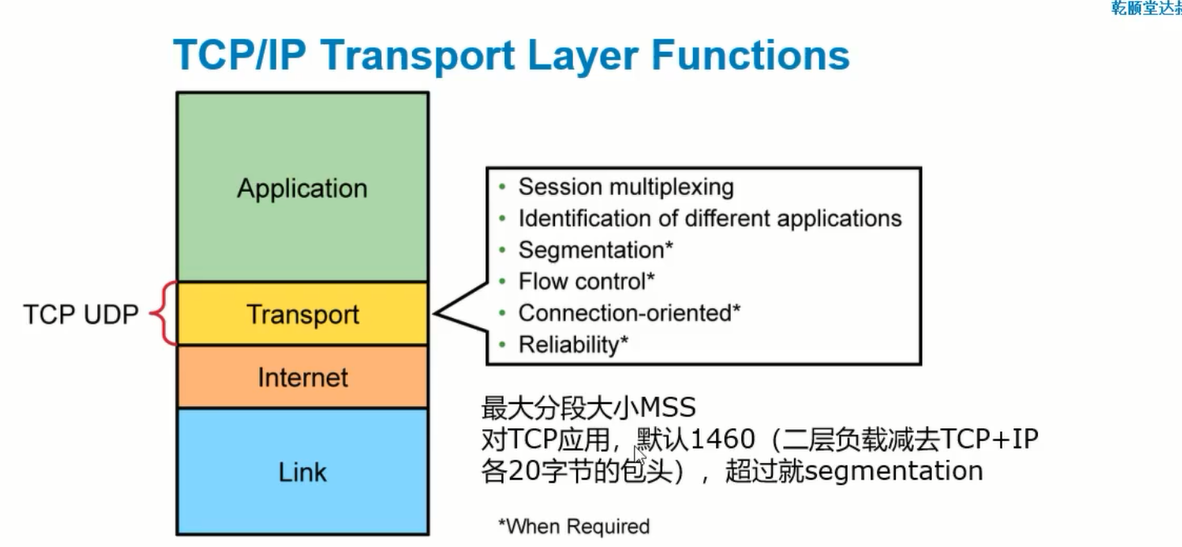 乾颐堂达叔
TCP/IP Transport Layer Functions
Application
TCP UDP
Transport
Internet
Link
• Session multiplexing
• Identification of different applications
• Segmentation*
• Flow control*
• Connection-oriented*
• Reliability*
最大分段大小MSS
对TCP应用，默认1460（二层负载减去TCP+IP
各20字节的包头），超过就segmentation
*When Required